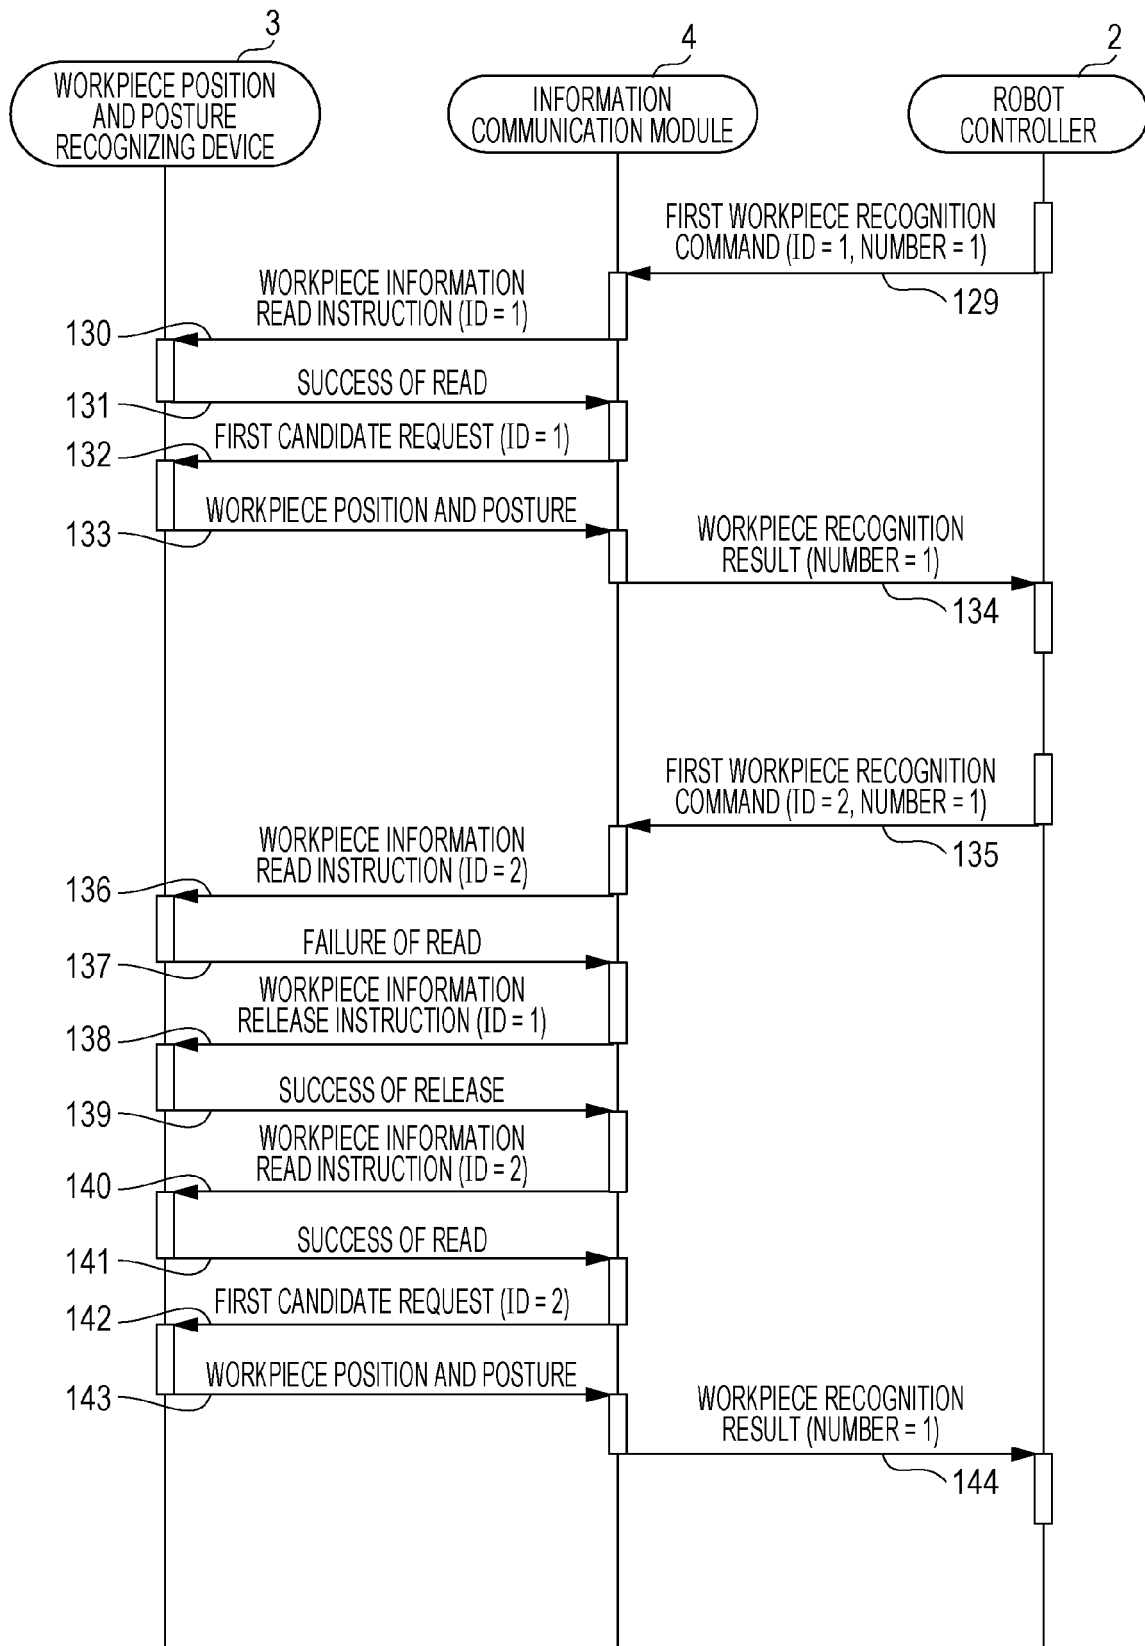 3
4
2
WORKPIECE POSITION
AND POSTURE
RECOGNIZING DEVICE
INFORMATION
COMMUNICATION MODULE
ROBOT
CONTROLLER
FIRST WORKPIECE RECOGNITION
COMMAND (ID = 1, NUMBER = 1)
129
WORKPIECE INFORMATION
READ INSTRUCTION (ID = 1)
130
SUCCESS OF READ
131
FIRST CANDIDATE REQUEST (ID = 1)
132
WORKPIECE POSITION AND POSTURE
133
WORKPIECE RECOGNITION
RESULT (NUMBER = 1)
134
FIRST WORKPIECE RECOGNITION
COMMAND (ID = 2, NUMBER = 1)
135
WORKPIECE INFORMATION
READ INSTRUCTION (ID = 2)
136
FAILURE OF READ
137
WORKPIECE INFORMATION
RELEASE INSTRUCTION (ID = 1)
138
SUCCESS OF RELEASE
139
WORKPIECE INFORMATION
READ INSTRUCTION (ID = 2)
140
SUCCESS OF READ
141
FIRST CANDIDATE REQUEST (ID = 2)
142
WORKPIECE POSITION AND POSTURE
143
WORKPIECE RECOGNITION
RESULT (NUMBER = 1)
144